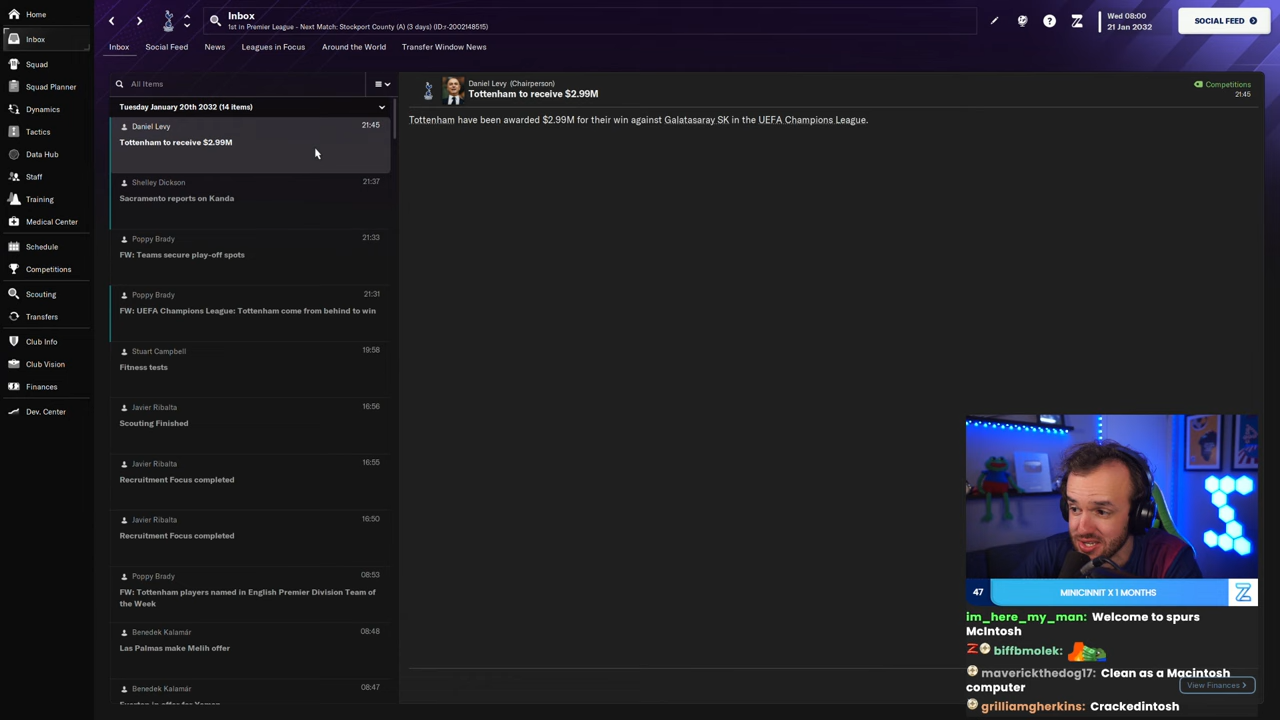 Inbox
1st in Premier League - Next Match: Stockport County (A) (3 days) (ID:r-2002148515)
Wed 08:00
21 Jan 2032
SOCIAL FEED
Home
Inbox
Squad
Squad Planner
Dynamics
Tactics
Data Hub
Staff
Training
Medical Center
Schedule
Competitions
Scouting
Transfers
Club Info
Club Vision
Finances
Dev. Center
Inbox
Social Feed
News
Leagues in Focus
Around the World
Transfer Window News
All Items
Tuesday January 20th 2032 (14 items)
Daniel Levy 21:45
Tottenham to receive $2.99M
Shelley Dickson 21:37
Sacramento reports on Kanda
Poppy Brady 21:33
FW: Teams secure play-off spots
Poppy Brady 21:31
FW: UEFA Champions League: Tottenham come from behind to win
Stuart Campbell 19:58
Fitness tests
Javier Ribalta 16:56
Scouting Finished
Javier Ribalta 16:55
Recruitment Focus completed
Javier Ribalta 16:50
Recruitment Focus completed
Poppy Brady 08:53
FW: Tottenham players named in English Premier Division Team of
the Week
Benedek Kalamár 08:48
Las Palmas make Melih offer
Benedek Kalamár 08:47
Daniel Levy (Chairperson)
Tottenham to receive $2.99M
Competitions
21:45
Tottenham have been awarded $2.99M for their win against Galatasaray SK in the UEFA Champions League.
47 MINICINNIT X 1 MONTHS
im_here_my_man: Welcome to spurs
McIntosh
biffbmolek:
maverickthedog17: Clean as a Macintosh
computer
View Finances
grilliamgherkins: Crackedintosh